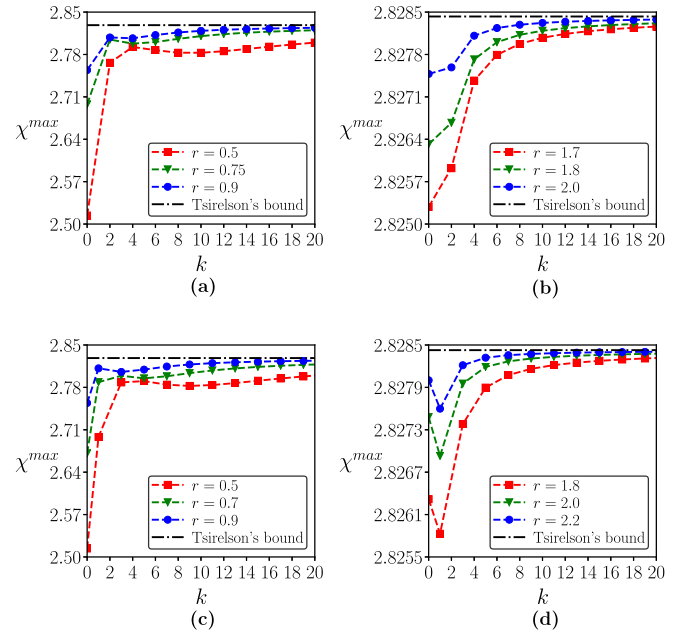 2.85
2.80
2.71
2.64
2.57
2.50
χ^max
0 2 4 6 8 10 12 14 16 18 20
k
r = 0.5
r = 0.75
r = 0.9
Tsirelson's bound
(a)
2.8285
2.8278
2.8271
2.8264
2.8257
2.8250
χ^max
0 2 4 6 8 10 12 14 16 18 20
k
r = 1.7
r = 1.8
r = 2.0
Tsirelson's bound
(b)
2.85
2.78
2.71
2.64
2.57
2.50
χ^max
0 2 4 6 8 10 12 14 16 18 20
k
r = 0.5
r = 0.7
r = 0.9
Tsirelson's bound
(c)
2.8285
2.8279
2.8273
2.8267
2.8261
2.8255
χ^max
0 2 4 6 8 10 12 14 16 18 20
k
r = 1.8
r = 2.0
r = 2.2
Tsirelson's bound
(d)